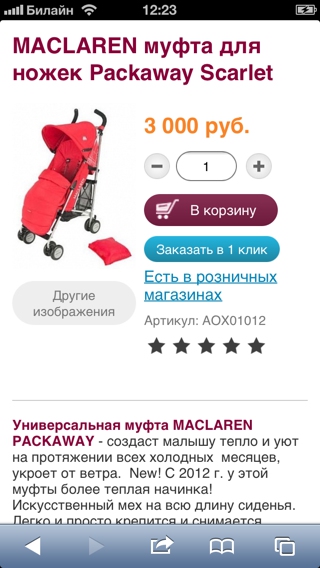 Билайн 12:23
MACLAREN муфта для
ножек Packaway Scarlet
3 000 руб.
1
В корзину
Заказать в 1 клик
Есть в розничных
магазинах
Другие
изображения
Артикул: AOX01012
Универсальная муфта MACLAREN
PACKAWAY - создаст малышу тепло и уют
на протяжении всех холодных месяцев,
укроет от ветра. New! С 2012 г. у этой
муфты более теплая начинка!
Искусственный мех на всю длину сиденья.
Легко и просто крепится и снимается